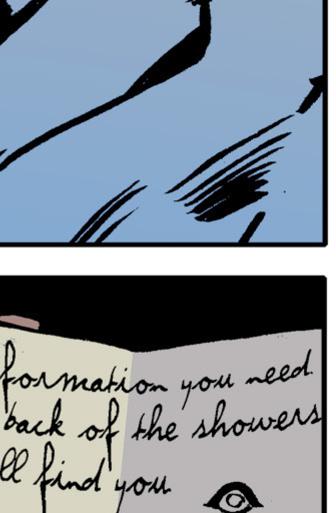 formation you need.
back of the showers
ll find you